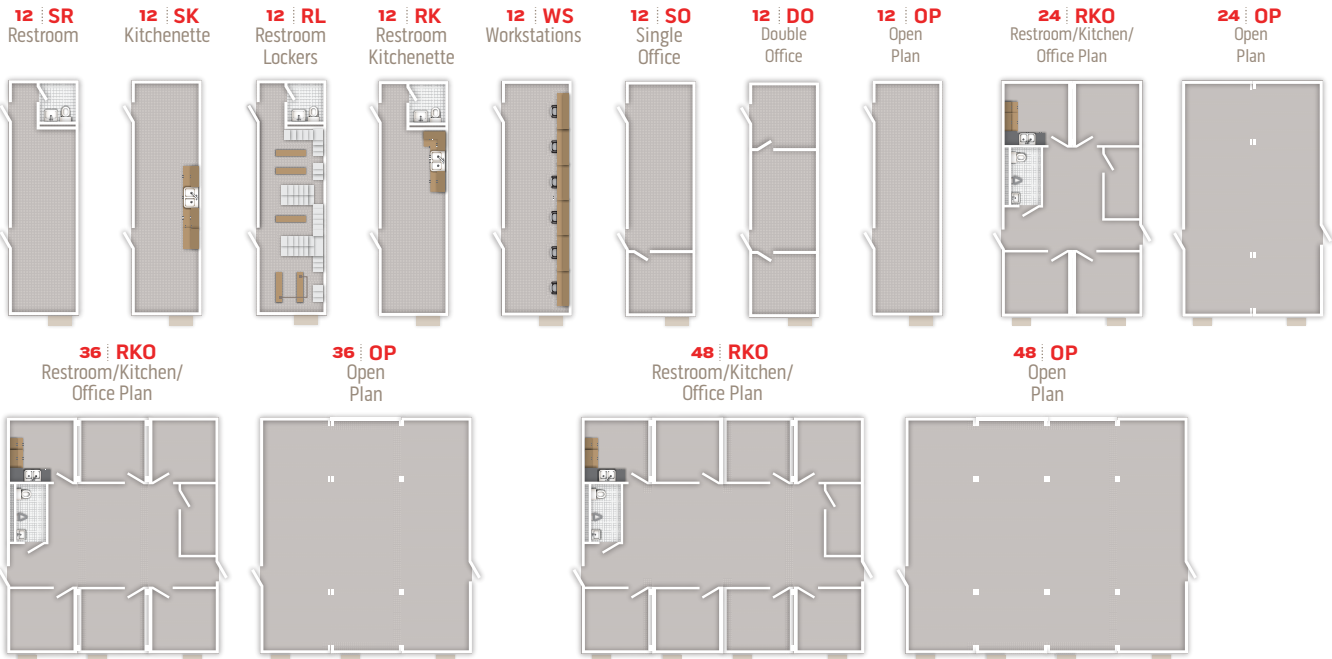 12 SR
Restroom
12 SK
Kitchenette
12 RL
Restroom
Lockers
12 RK
Restroom
Kitchenette
12 WS
Workstations
12 SO
Single
Office
12 DO
Double
Office
12 OP
Open
Plan
24 RKO
Restroom/Kitchen/
Office Plan
24 OP
Open
Plan
36 RKO
Restroom/Kitchen/
Office Plan
36 OP
Open
Plan
48 RKO
Restroom/Kitchen/
Office Plan
48 OP
Open
Plan